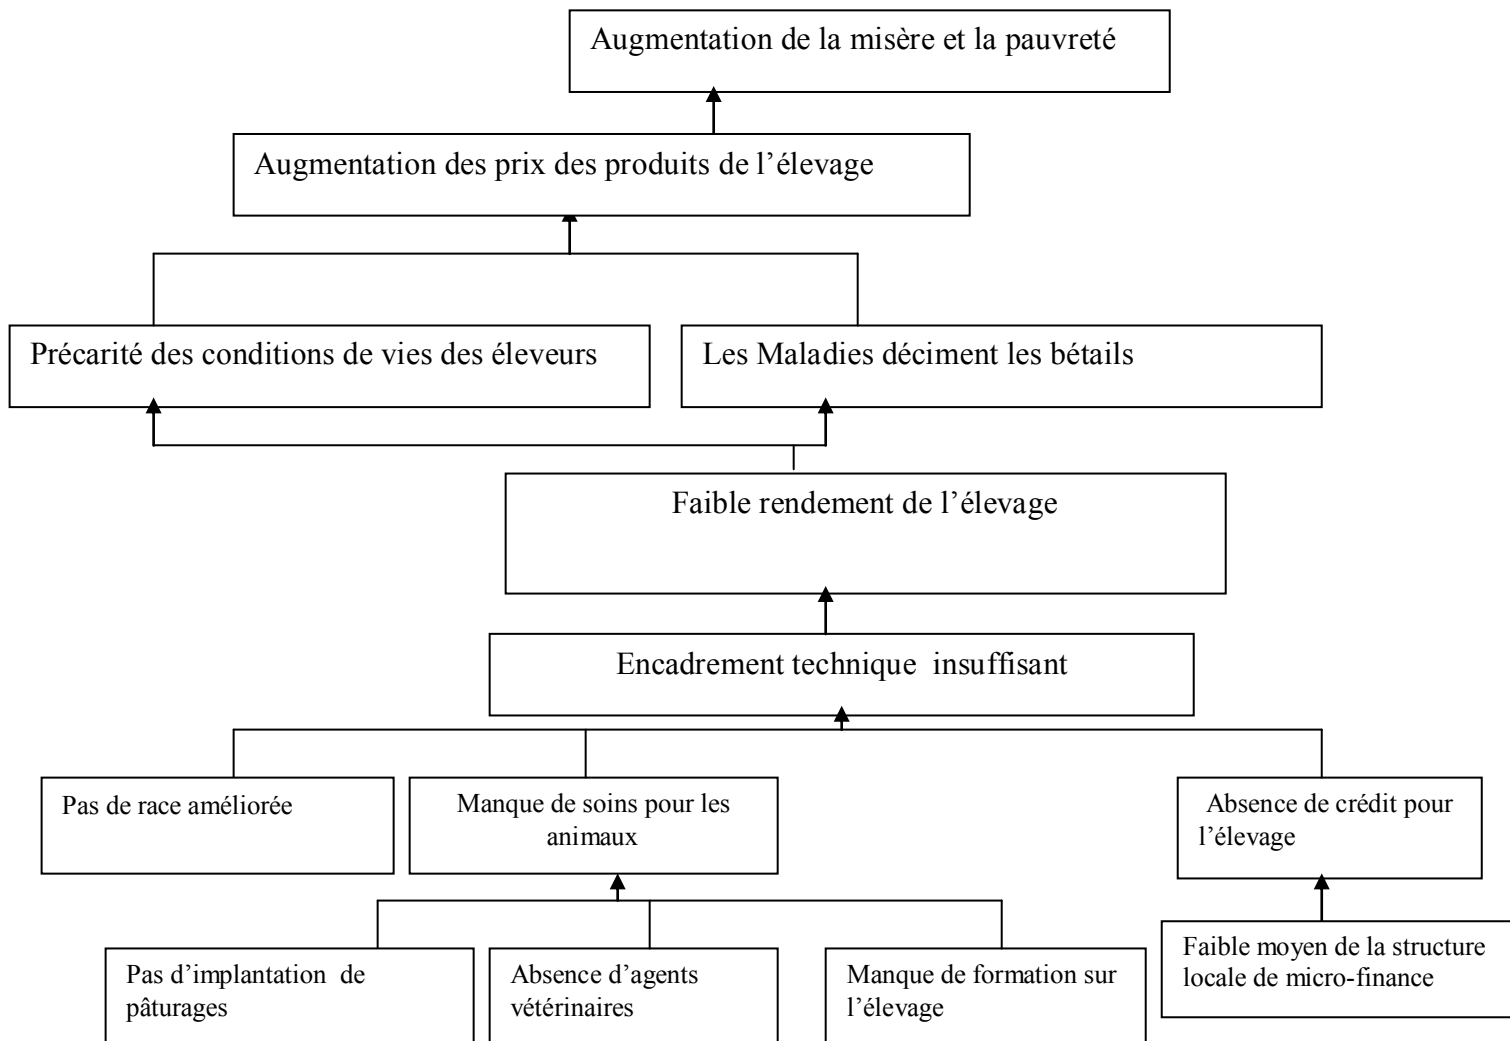 Augmentation de la misère et la pauvreté
Augmentation des prix des produits de l’élevage
Précarité des conditions de vies des éleveurs
Les Maladies déciment les bétails
Faible rendement de l’élevage
Encadrement technique  insuffisant
Pas de race améliorée
Manque de soins pour les
animaux
Absence de crédit pour
l’élevage
Pas d’implantation  de
pâturages
Absence d’agents
vétérinaires
Manque de formation sur
l’élevage
Faible moyen de la structure
locale de micro-finance